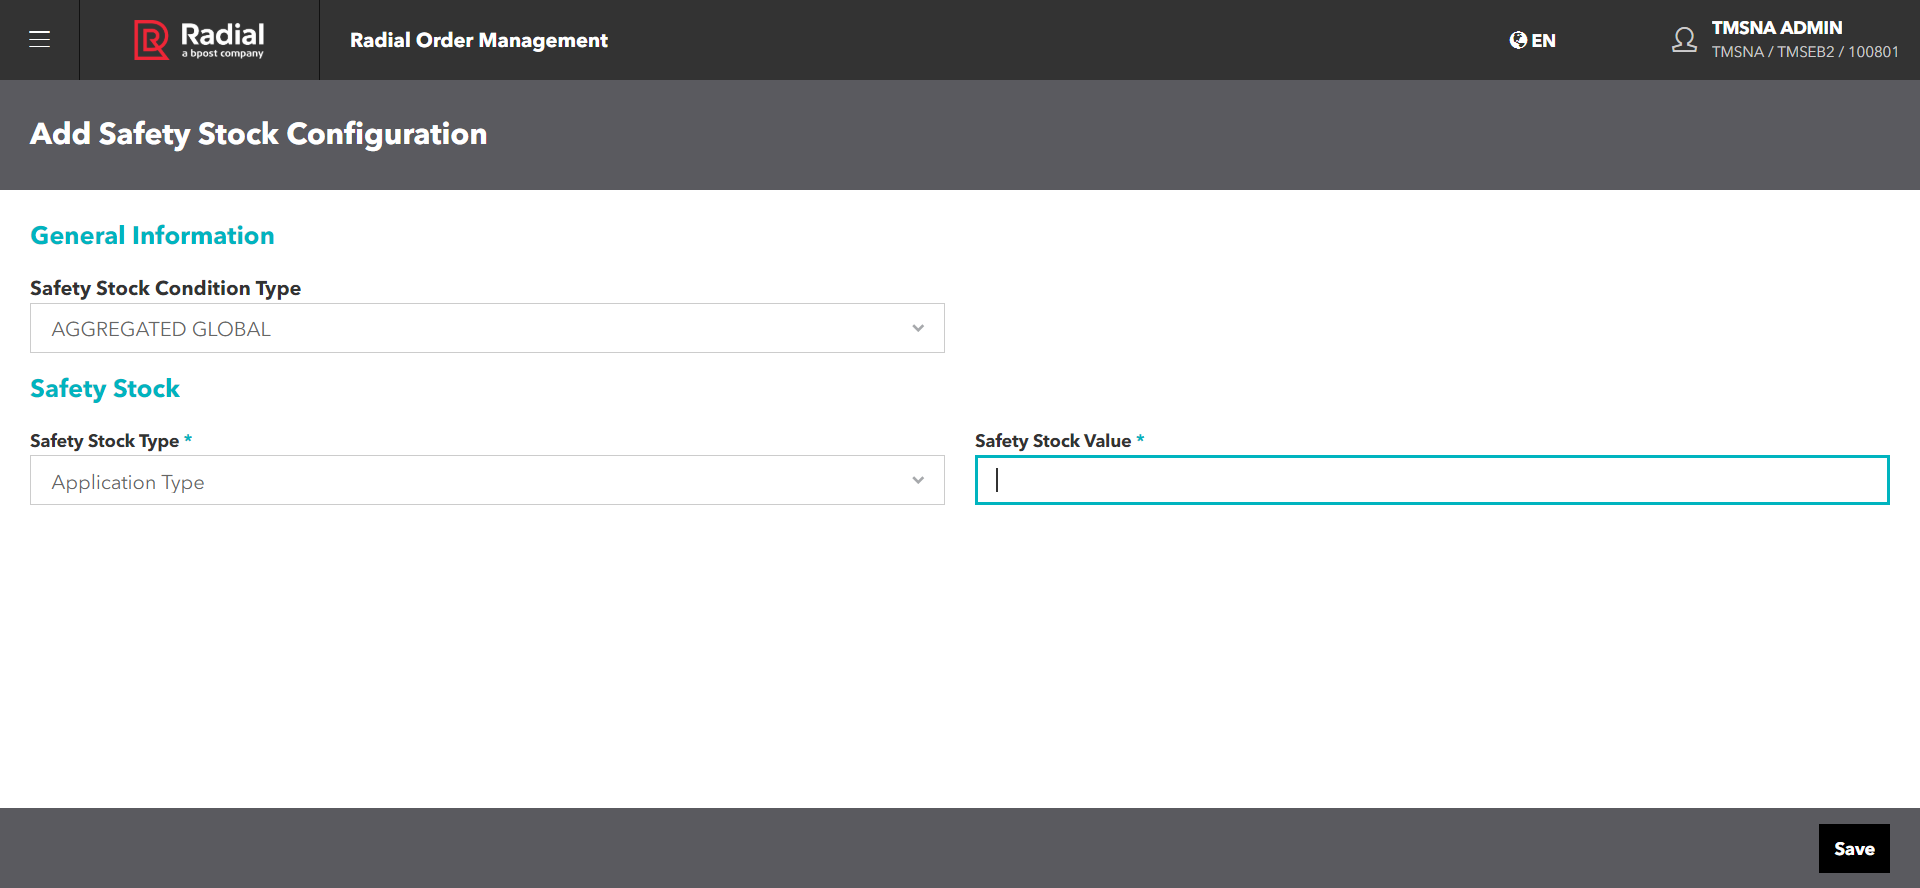 Radial
a bpost company
Radial Order Management
EN
TMSNA ADMIN
TMSNA / TMSEB2 / 100801
Add Safety Stock Configuration
General Information
Safety Stock Condition Type
AGGREGATED GLOBAL
Safety Stock
Safety Stock Type *
Safety Stock Value *
Application Type
Save